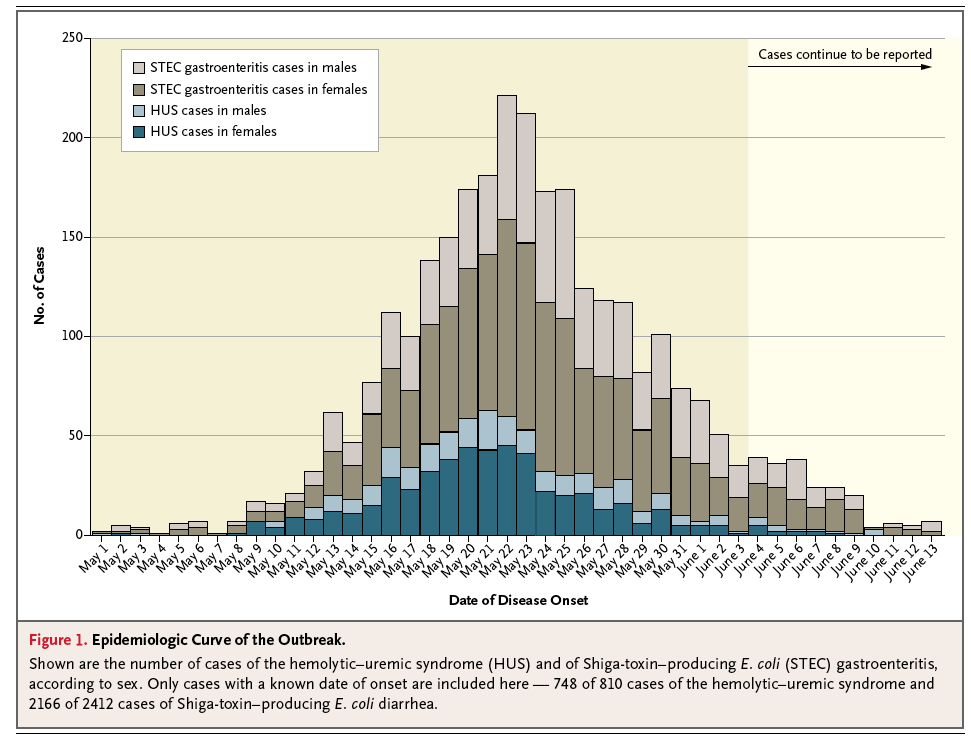 250
200
150
100
50
0
No. of Cases
STEC gastroenteritis cases in males
STEC gastroenteritis cases in females
HUS cases in males
HUS cases in females
Cases continue to be reported
May 1
May 2
May 3
May 4
May 5
May 6
May 7
May 8
May 9
May 10
May 11
May 12
May 13
May 14
May 15
May 16
May 17
May 18
May 19
May 20
May 21
May 22
May 23
May 24
May 25
May 26
May 27
May 28
May 29
May 30
May 31
June 1
June 2
June 3
June 4
June 5
June 6
June 7
June 8
June 9
June 10
June 11
June 12
June 13
Date of Disease Onset
Figure 1. Epidemiologic Curve of the Outbreak.
Shown are the number of cases of the hemolytic–uremic syndrome (HUS) and of Shiga-toxin–producing E. coli (STEC) gastroenteritis,
according to sex. Only cases with a known date of onset are included here — 748 of 810 cases of the hemolytic–uremic syndrome and
2166 of 2412 cases of Shiga-toxin–producing E. coli diarrhea.